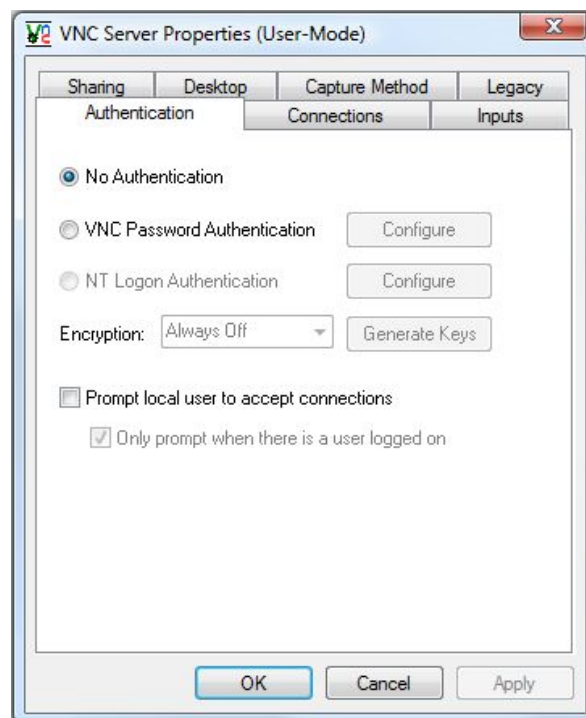 VNC Server Properties (User-Mode)
Sharing Desktop Capture Method Legacy
Authentication Connections Inputs
No Authentication
VNC Password Authentication Configure
NT Logon Authentication Configure
Encryption: Always Off Generate Keys
Prompt local user to accept connections
Only prompt when there is a user logged on
OK Cancel Apply